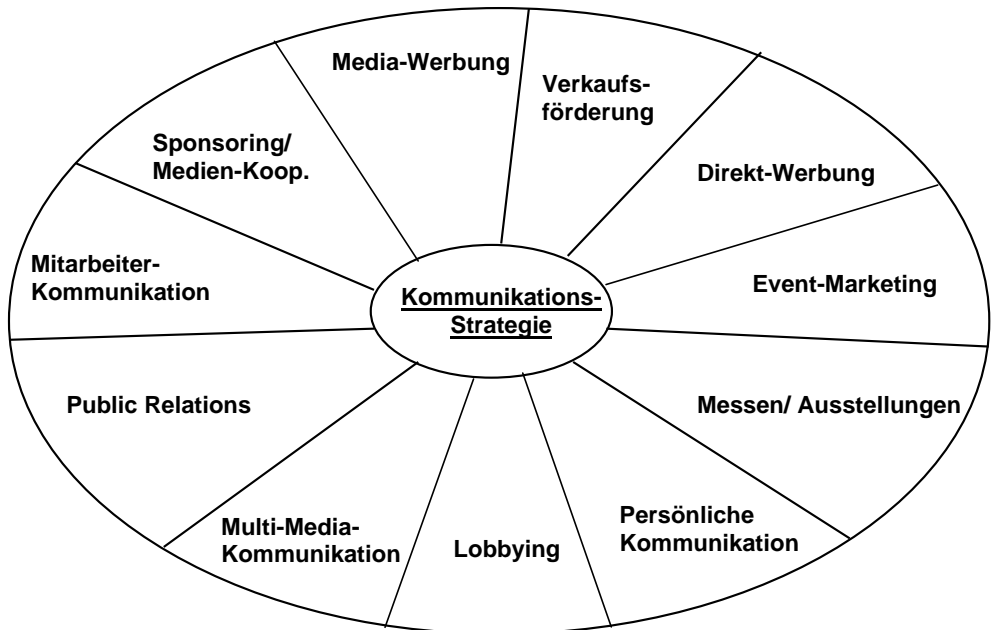 Media-Werbung
Verkaufs-
förderung
Direkt-Werbung
Event-Marketing
Messen/ Ausstellungen
Persönliche
Kommunikation
Lobbying
Multi-Media-
Kommunikation
Public Relations
Mitarbeiter-
Kommunikation
Sponsoring/
Medien-Koop.
Kommunikations-
Strategie